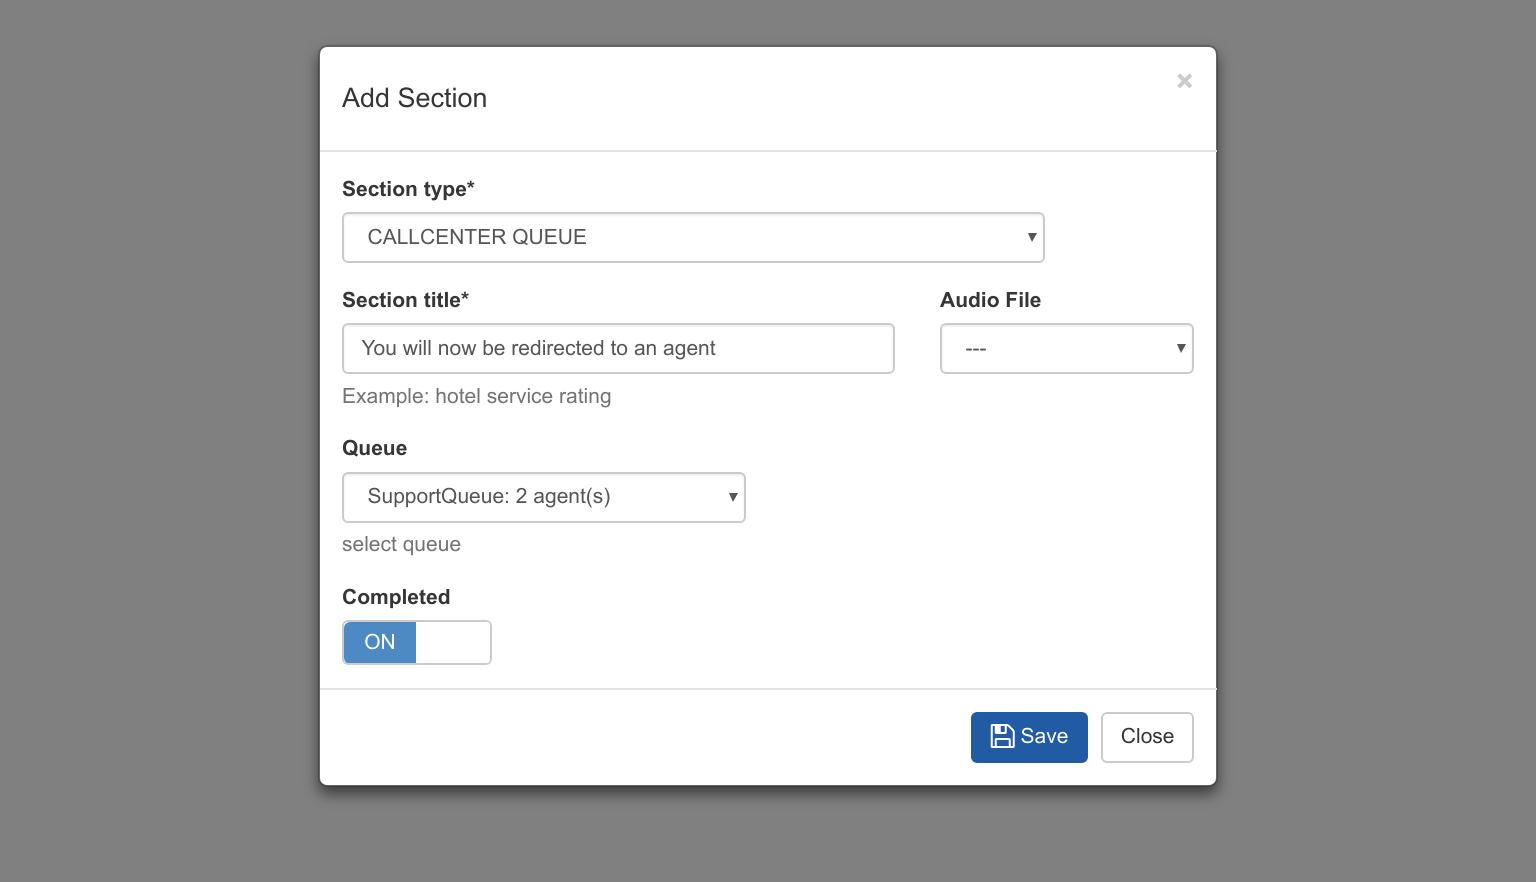 Add Section
×
Section type*
CALLCENTER QUEUE
Section title*
Audio File
You will now be redirected to an agent
---
Example: hotel service rating
Queue
SupportQueue: 2 agent(s)
select queue
Completed
ON
Save
Close